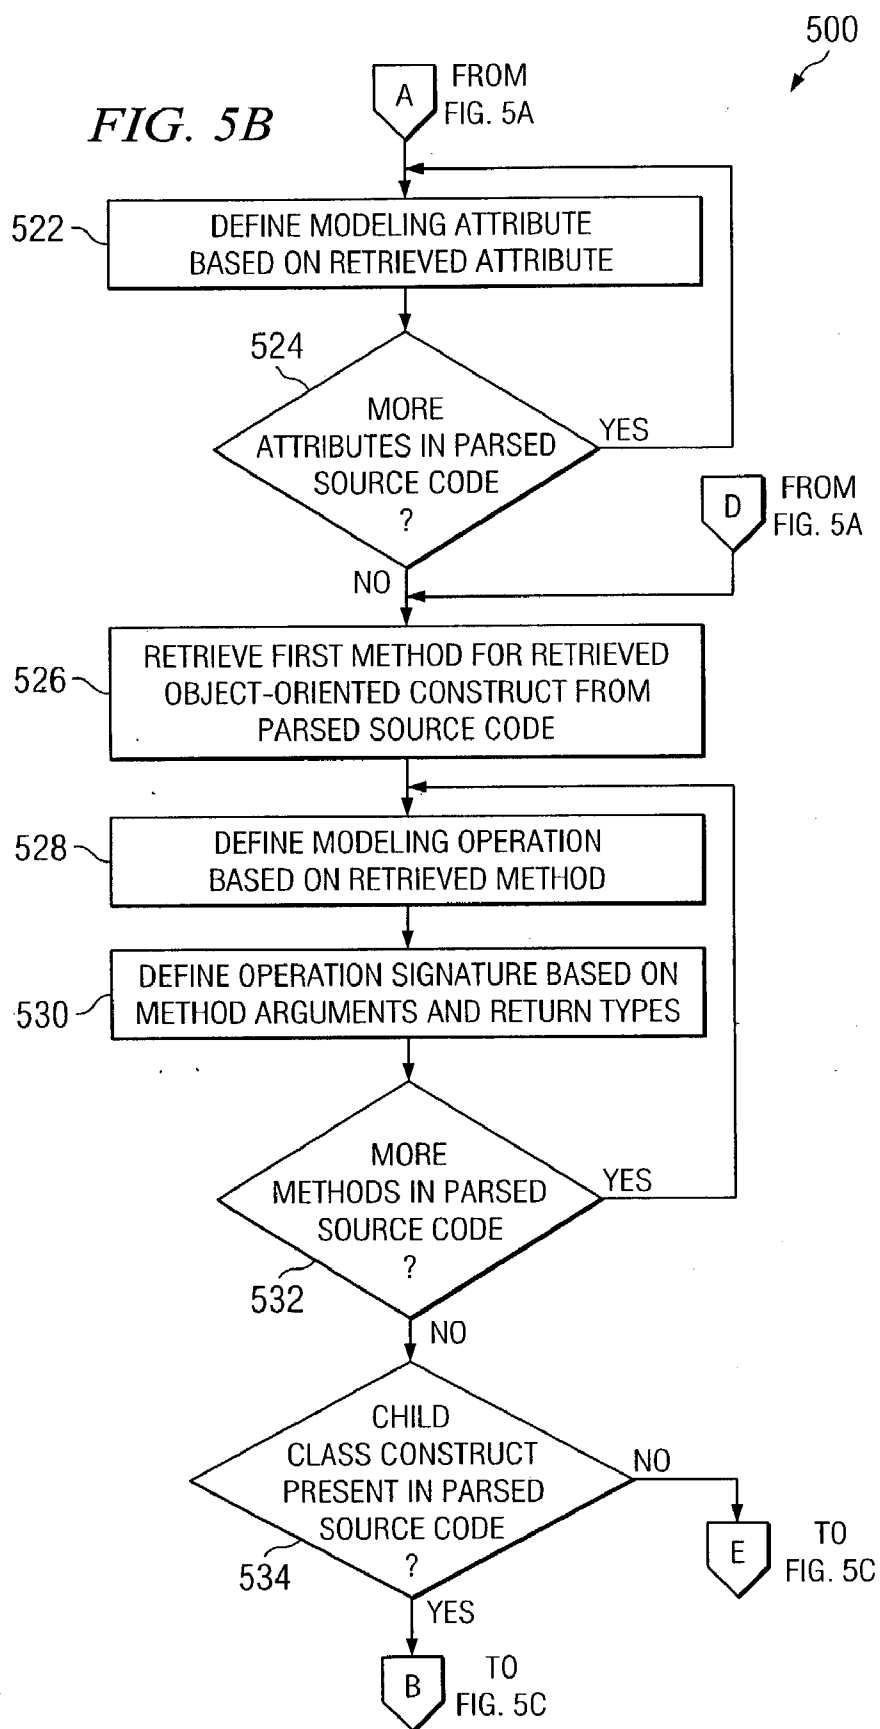 500
FIG. 5B
A
FROM
FIG. 5A
522
DEFINE MODELING ATTRIBUTE
BASED ON RETRIEVED ATTRIBUTE
524
MORE
ATTRIBUTES IN PARSED
SOURCE CODE
?
YES
NO
D
FROM
FIG. 5A
526
RETRIEVE FIRST METHOD FOR RETRIEVED
OBJECT-ORIENTED CONSTRUCT FROM
PARSED SOURCE CODE
528
DEFINE MODELING OPERATION
BASED ON RETRIEVED METHOD
530
DEFINE OPERATION SIGNATURE BASED ON
METHOD ARGUMENTS AND RETURN TYPES
MORE
METHODS IN PARSED
SOURCE CODE
?
YES
532
NO
CHILD
CLASS CONSTRUCT
PRESENT IN PARSED
SOURCE CODE
?
NO
534
E
TO
FIG. 5C
YES
B
TO
FIG. 5C